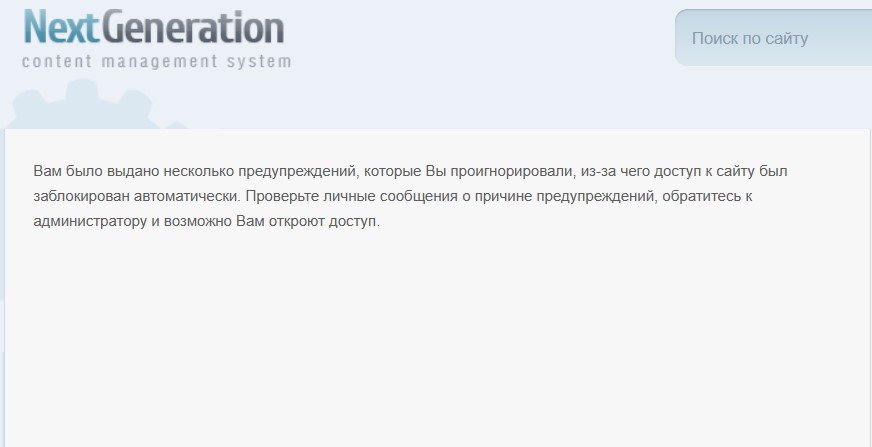 NextGeneration
Поиск по сайту
content management system
Вам было выдано несколько предупреждений, которые Вы проигнорировали, из-за чего доступ к сайту был
заблокирован автоматически. Проверьте личные сообщения о причине предупреждений, обратитесь к
администратору и возможно Вам откроют доступ.